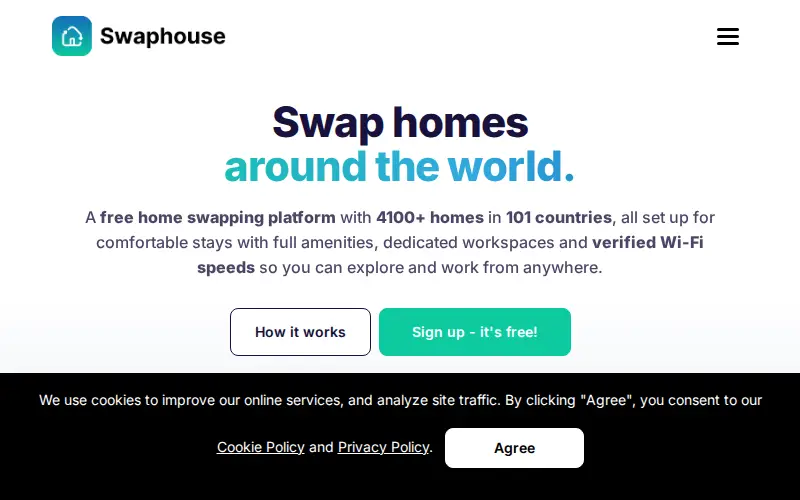 Swaphouse
Swap homes
around the world.
A free home swapping platform with 4100+ homes in 101 countries, all set up for
comfortable stays with full amenities, dedicated workspaces and verified Wi-Fi
speeds so you can explore and work from anywhere.
How it works
Sign up - it's free!
We use cookies to improve our online services, and analyze site traffic. By clicking "Agree", you consent to our
Cookie Policy and Privacy Policy.
Agree